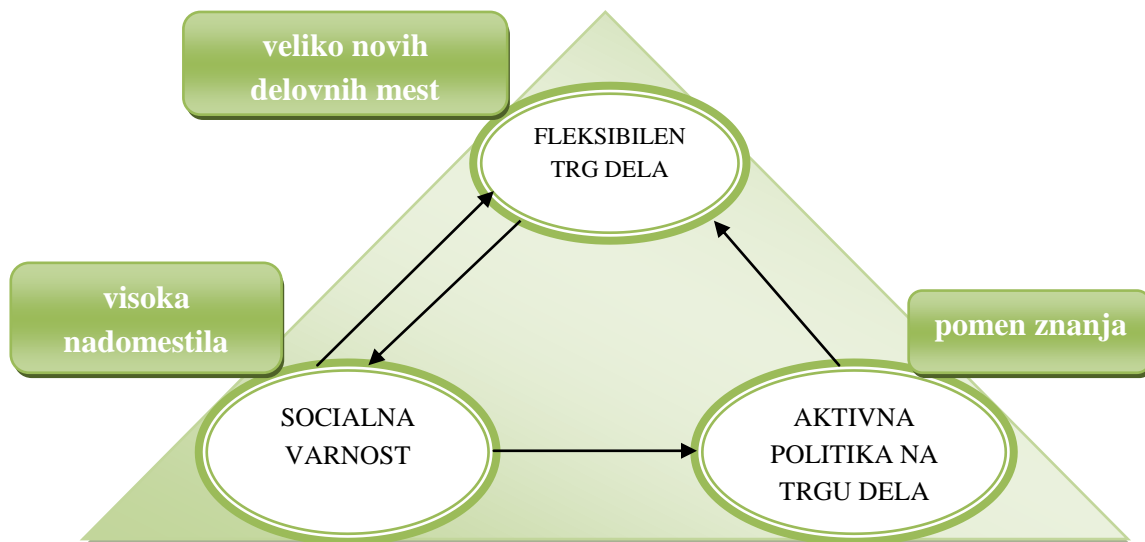 veliko novih
delovnih mest
FLEKSIBILEN
TRG DELA
visoka
nadomestila
pomen znanja
SOCIALNA
VARNOST
AKTIVNA
POLITIKA NA
TRGU DELA